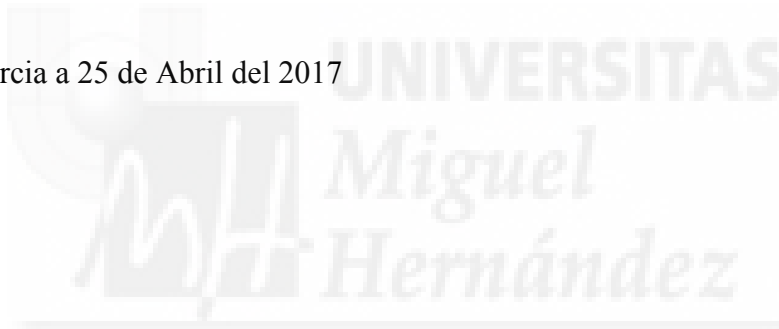 rcia a 25 de Abril del 2017
UNIVERSITAS
Miguel
Hernández